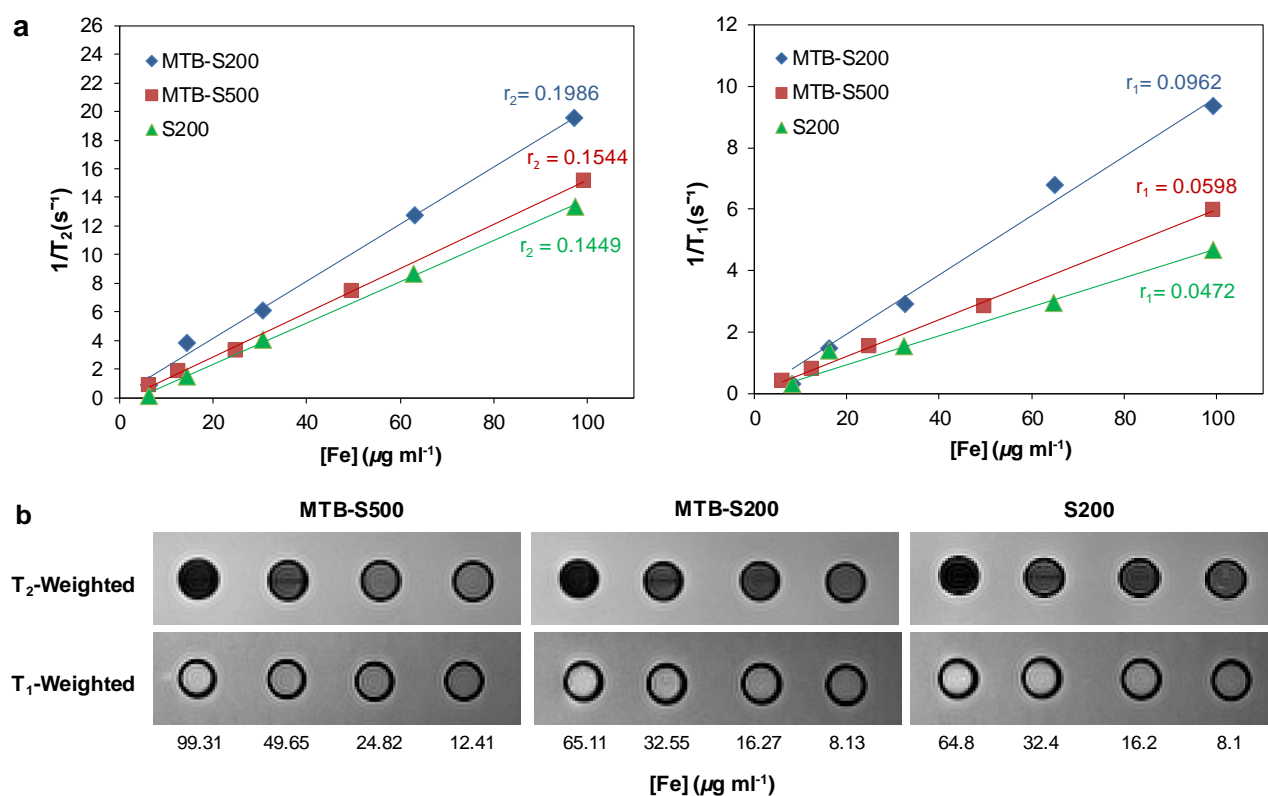 a
26
24
22
20
18
16
14
12
10
8
6
4
2
0
1/T₂(s⁻¹)
MTB-S200
MTB-S500
S200
r₂= 0.1986
r₂ = 0.1544
r₂ = 0.1449
0 20 40 60 80 100
[Fe] (µg ml⁻¹)
12
10
8
6
4
2
0
1/T₁(s⁻¹)
MTB-S200
MTB-S500
S200
r₁= 0.0962
r₁ = 0.0598
r₁= 0.0472
0 20 40 60 80 100
[Fe] (µg ml⁻¹)
b
MTB-S500 MTB-S200 S200
T₂-Weighted
T₁-Weighted
99.31 49.65 24.82 12.41 65.11 32.55 16.27 8.13 64.8 32.4 16.2 8.1
[Fe] (µg ml⁻¹)